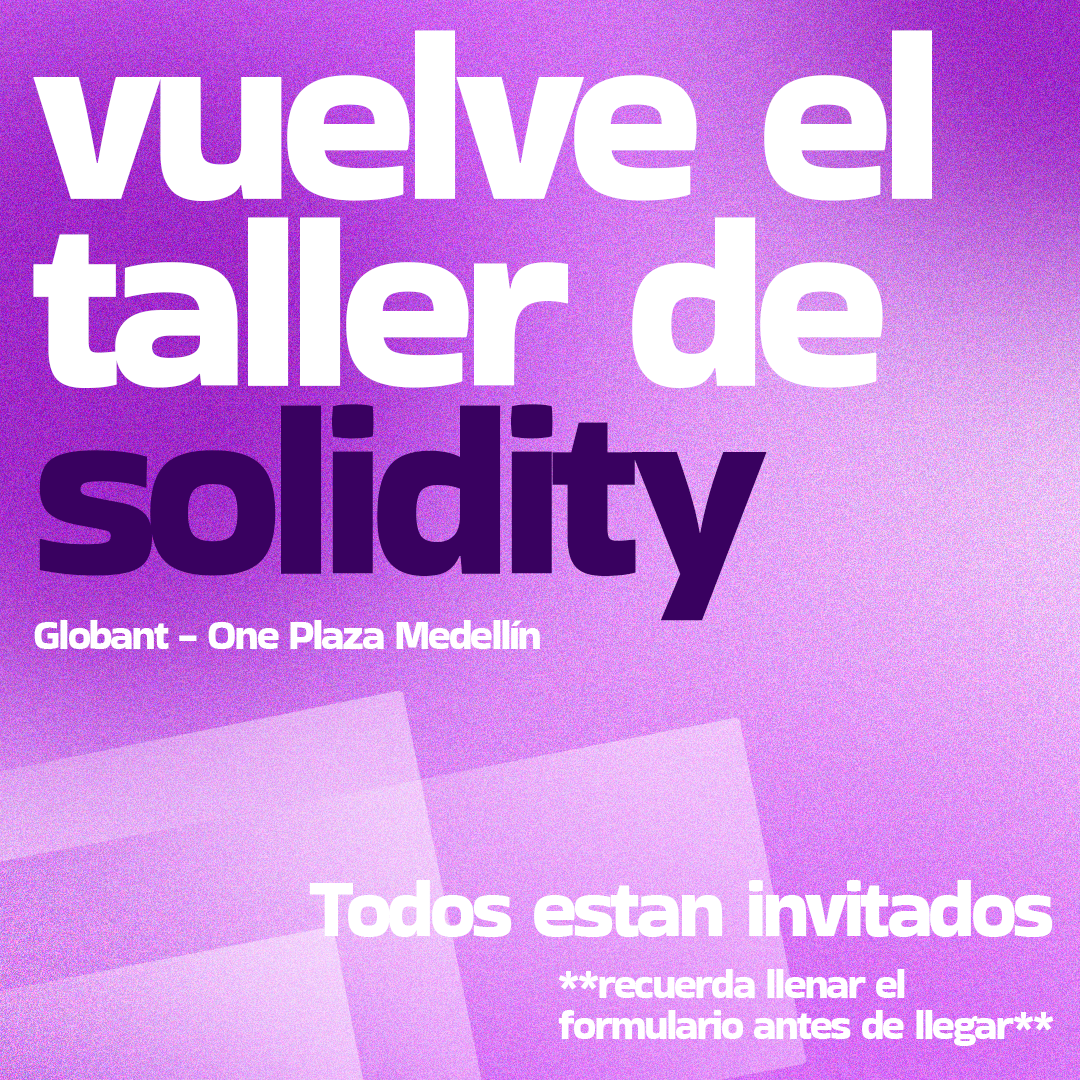 vuelve el
taller de
solidity
Globant - One Plaza Medellín
Todos estan invitados
**recuerda llenar el
formulario antes de llegar**